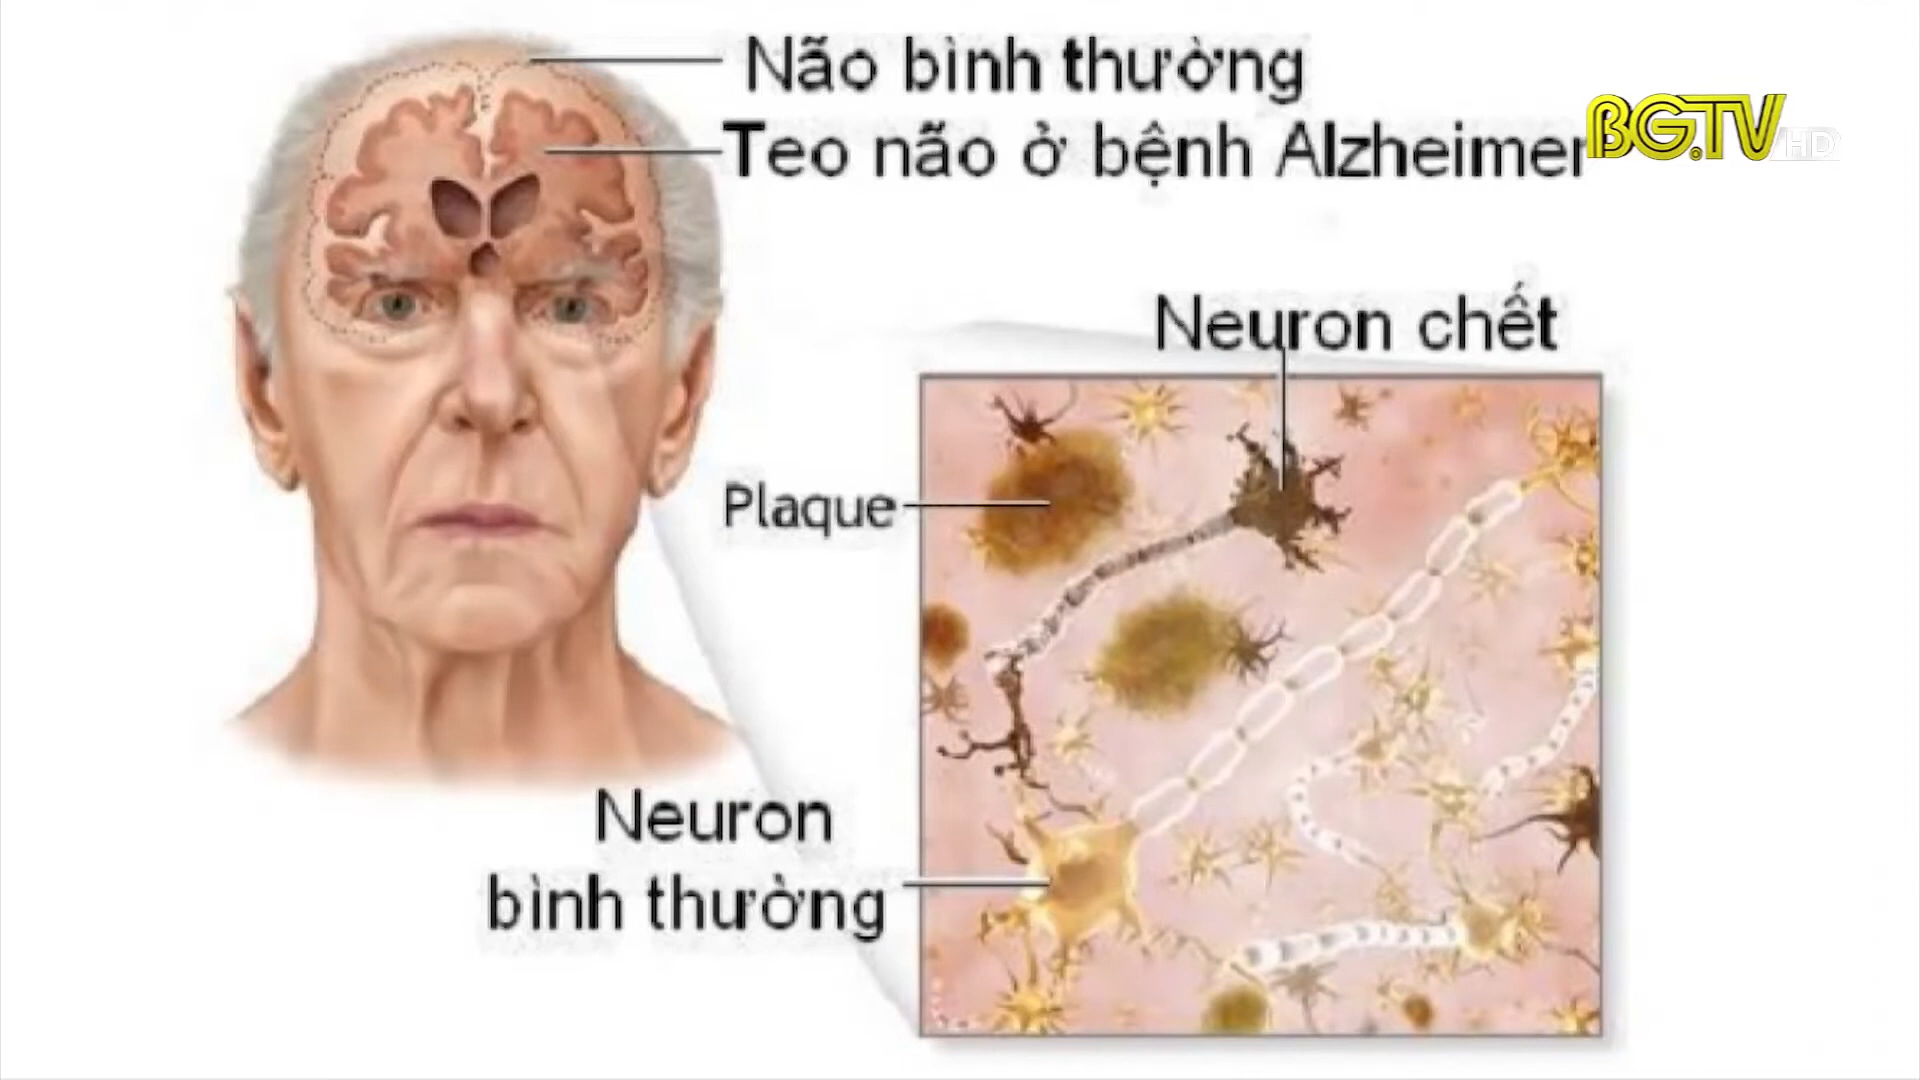 Não bình thường
Teo não ở bệnh Alzheimer
BG.TV HD
Neuron chết
Plaque
Neuron
bình thường